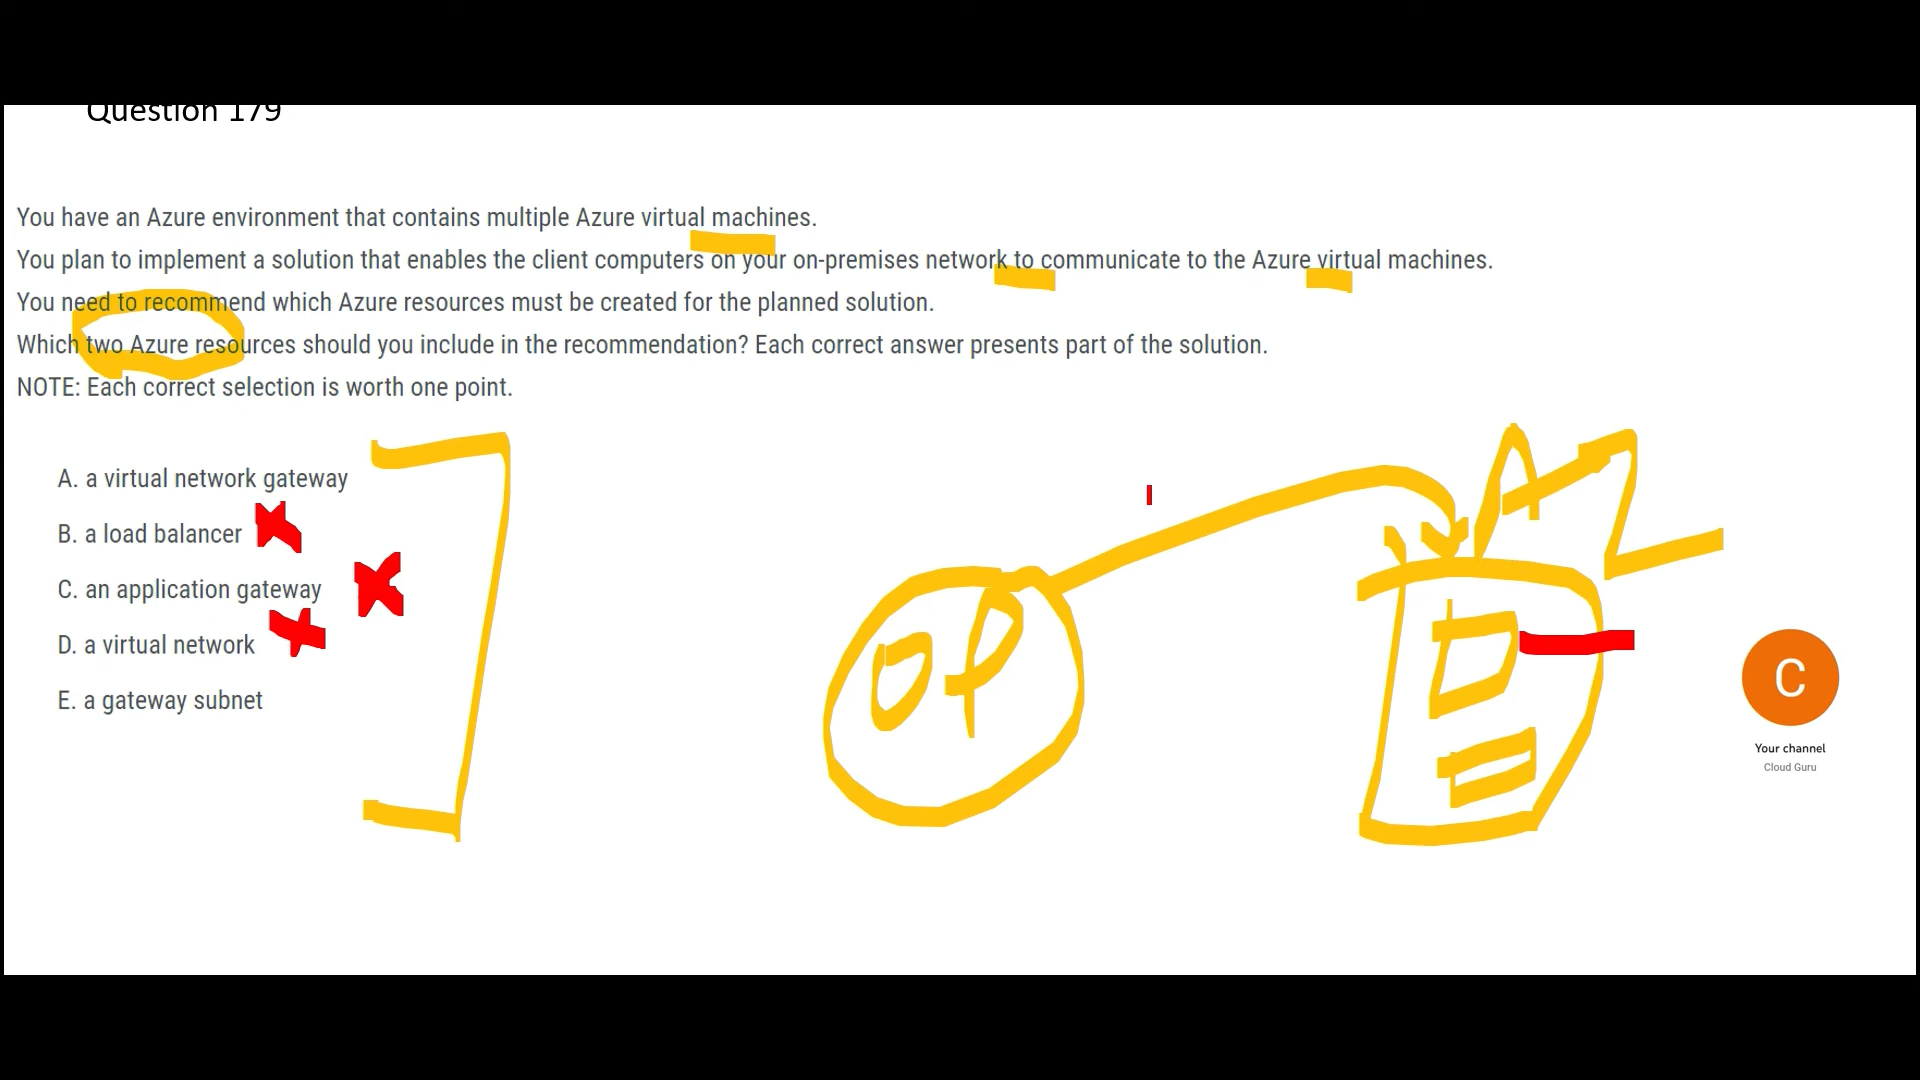 Question 179
You have an Azure environment that contains multiple Azure virtual machines.
You plan to implement a solution that enables the client computers on your on-premises network to communicate to the Azure virtual machines.
You need to recommend which Azure resources must be created for the planned solution.
Which two Azure resources should you include in the recommendation? Each correct answer presents part of the solution.
NOTE: Each correct selection is worth one point.
A. a virtual network gateway
B. a load balancer
C. an application gateway
D. a virtual network
E. a gateway subnet
OP
AZ
C
Your channel
Cloud Guru